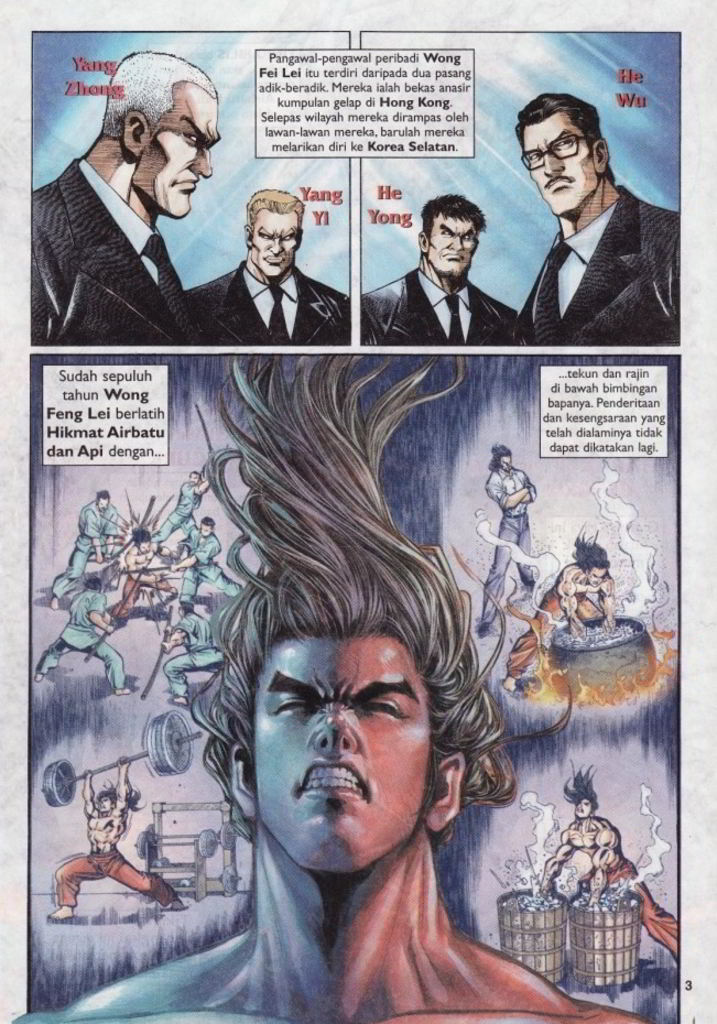 Yang
Zhong
Pangawal-pengawal peribadi Wong
Fei Lei itu terdiri daripada dua pasang
adik-beradik. Mereka ialah bekas anasir
kumpulan gelap di Hong Kong.
Selepas wilayah mereka dirampas oleh
lawan-lawan mereka, barulah mereka
melarikan diri ke Korea Selatan.
He
Wu
Yang
Yi
He
Yong
Sudah sepuluh
tahun Wong
Feng Lei berlatih
Hikmat Airbatu
dan Api dengan...
...tekun dan rajin
di bawah bimbingan
bapanya. Penderitaan
dan kesengsaraan yang
telah dialaminya tidak
dapat dikatakan lagi.
3